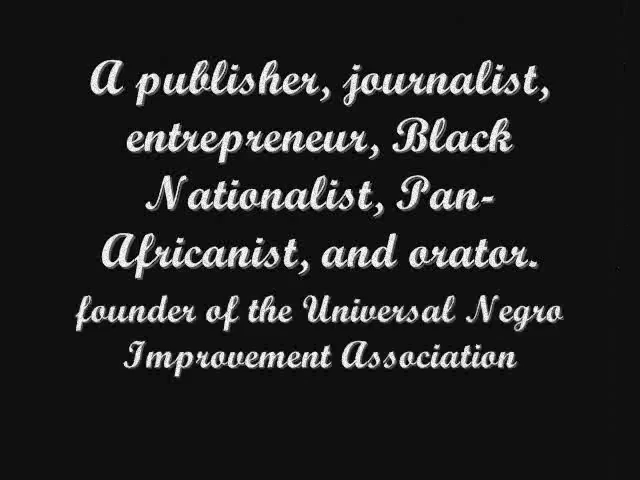 A publisher, journalist,
entrepreneur, Black
Nationalist, Pan-
Africanist, and orator.
founder of the Universal Negro
Improvement Association